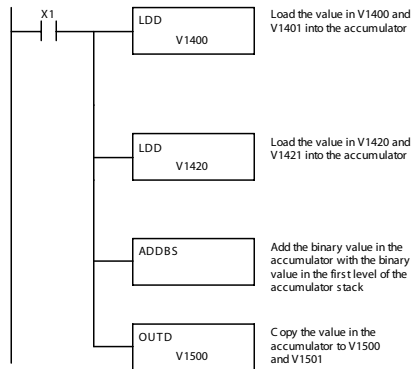 X1
LDD
V1400
Load the value in V1400 and
V1401 into the accumulator
LDD
V1420
Load the value in V1420 and
V1421 into the accumulator
ADDBS
Add the binary value in the
accumulator with the binary
value in the first level of the
accumulator stack
OUTD
V1500
Copy the value in the
accumulator to V1500
and V1501